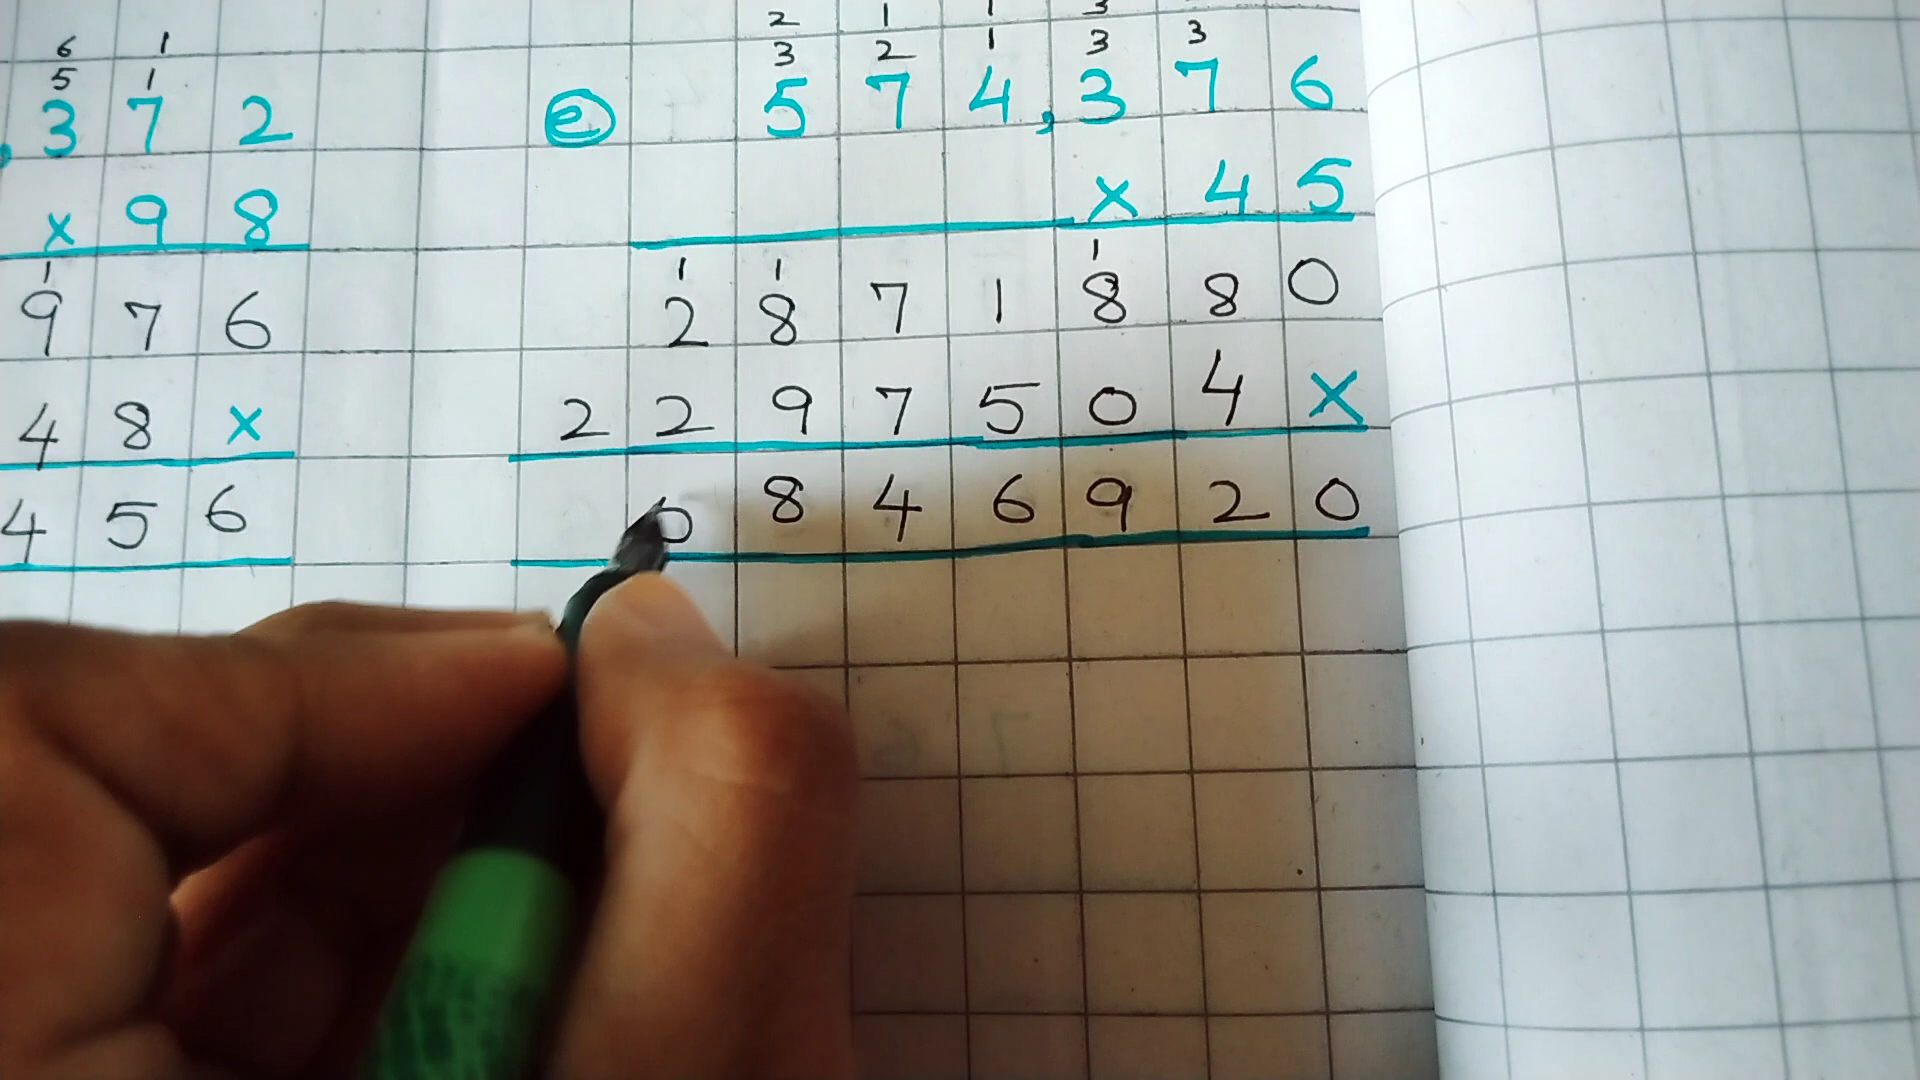 6 1
5 1
, 3 7 2
x 9 8
1
9 7 6
4 8 x
4 5 6
2 1 1 3
3 2 1 3 3
e 5 7 4 , 3 7 6
x 4 5
1 1 1
2 8 7 1 8 8 0
2 2 9 7 5 0 4 x
8 4 6 9 2 0